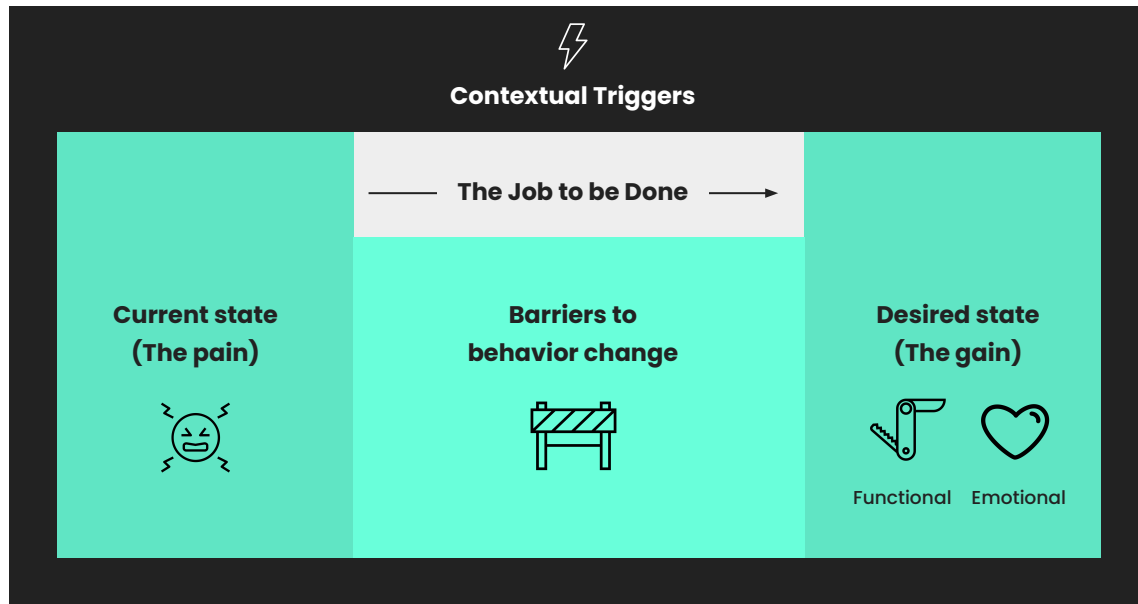 Contextual Triggers
The Job to be Done
Current state
(The pain)
Barriers to
behavior change
Desired state
(The gain)
Functional
Emotional